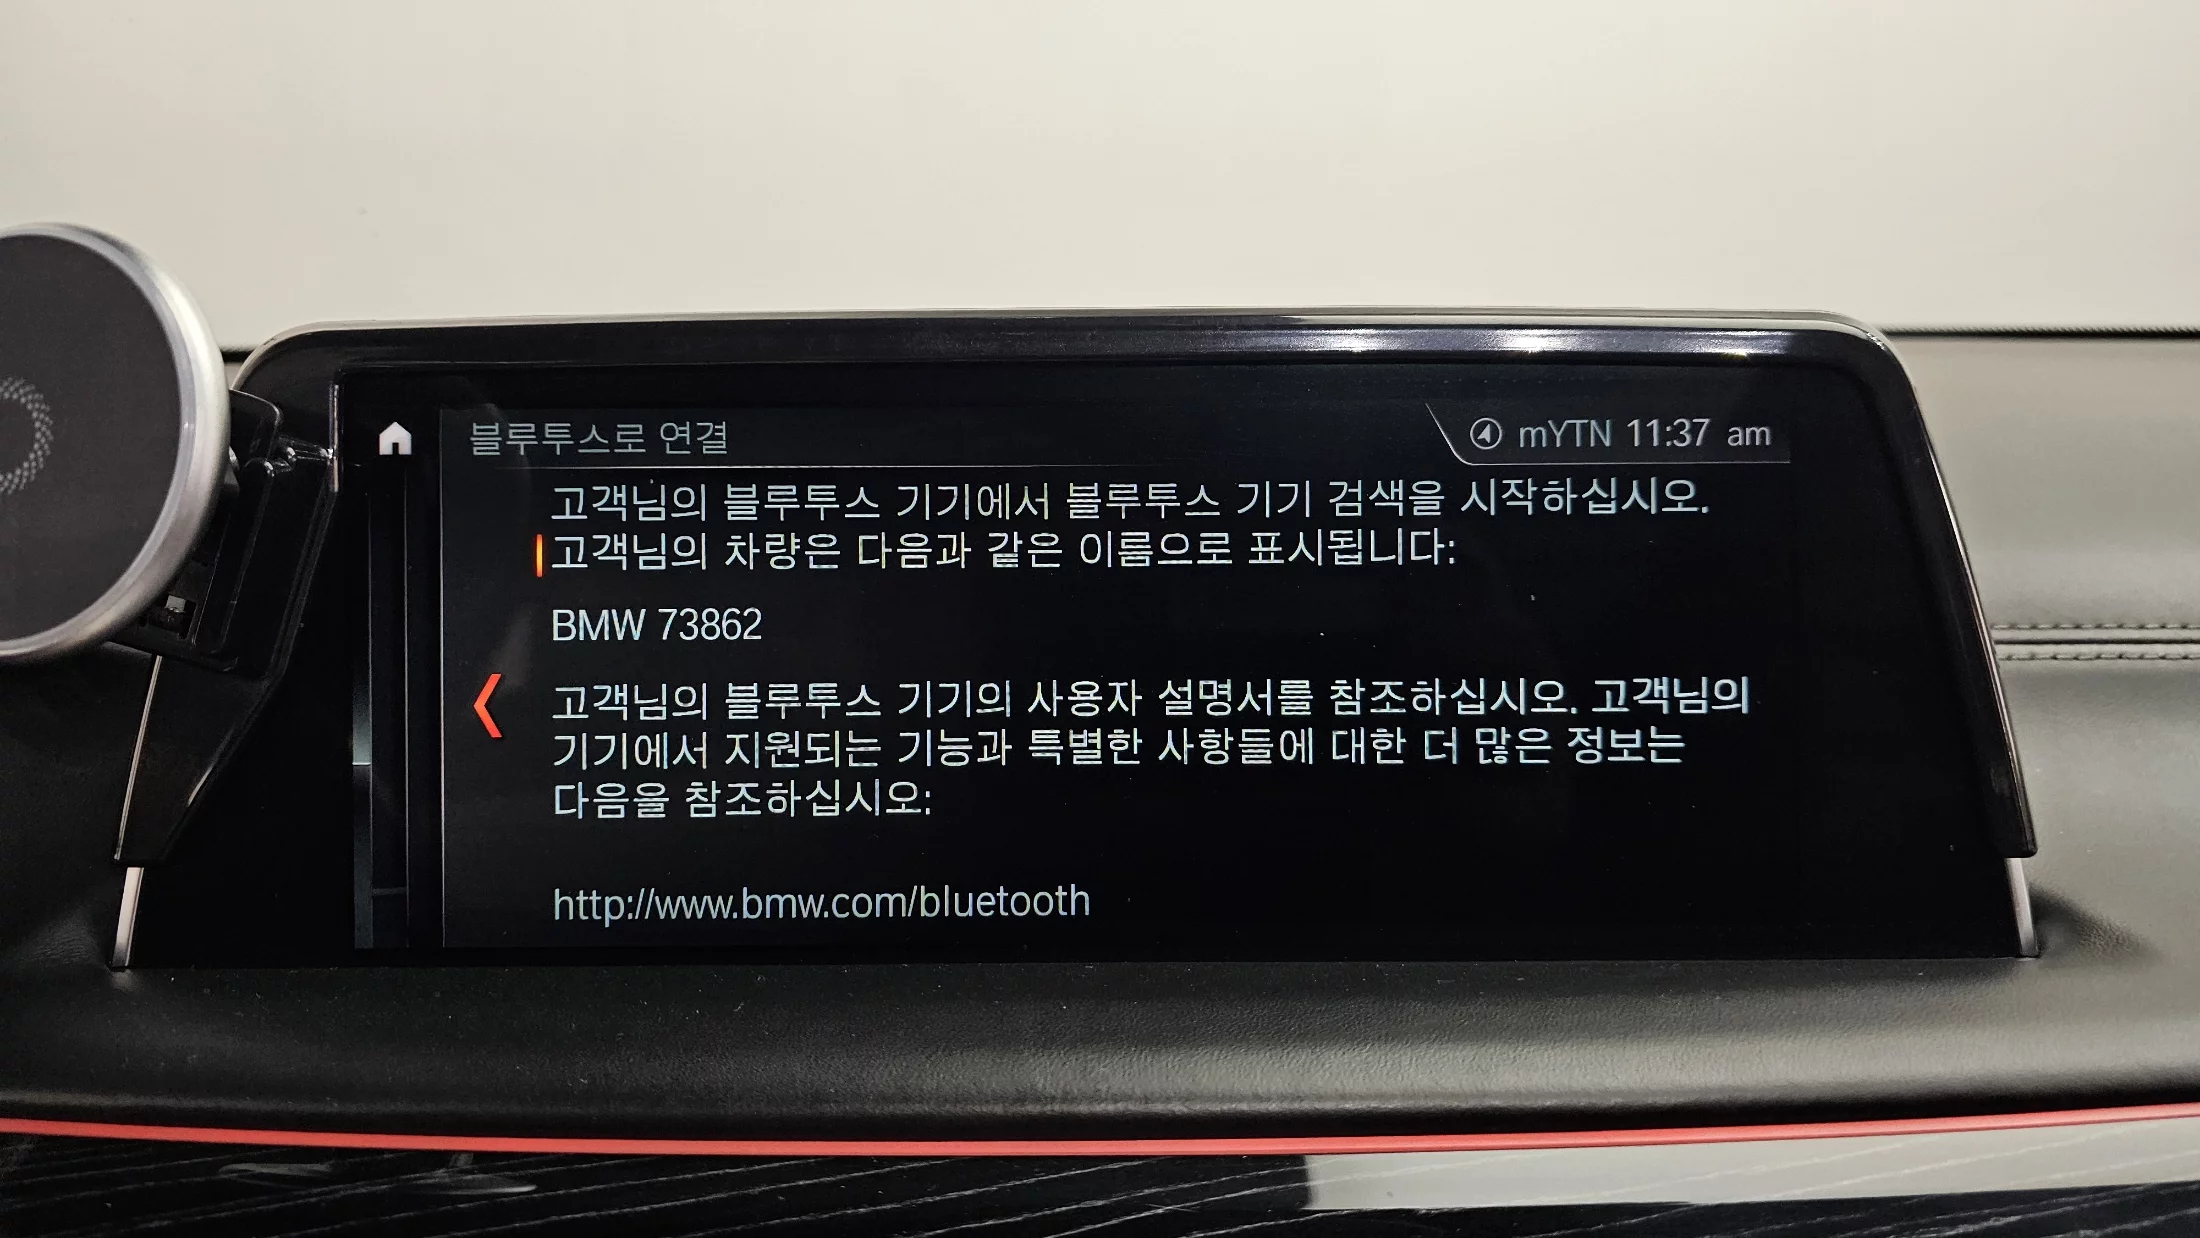 블루투스로 연결
mYTN 11:37 am
고객님의 블루투스 기기에서 블루투스 기기 검색을 시작하십시오.
고객님의 차량은 다음과 같은 이름으로 표시됩니다:
BMW 73862
고객님의 블루투스 기기의 사용자 설명서를 참조하십시오. 고객님의
기기에서 지원되는 기능과 특별한 사항들에 대한 더 많은 정보는
다음을 참조하십시오:
http://www.bmw.com/bluetooth